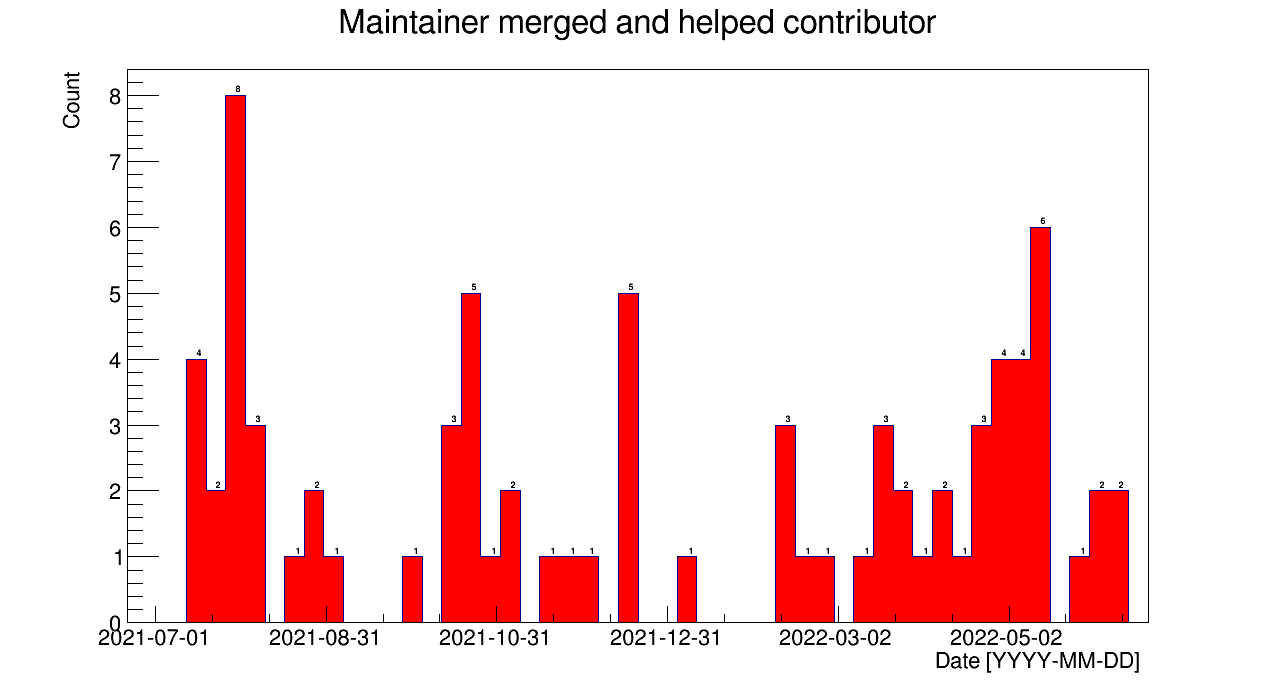 Maintainer merged and helped contributor
Count
8
7
6
5
4
3
2
1
0
4 2 8 3 1 2 1 1 3 5 1 2 1 1 1 5 1 3 1 1 1 3 2 1 2 1 3 4 4 6 1 2 2
2021-07-01 2021-08-31 2021-10-31 2021-12-31 2022-03-02 2022-05-02
Date [YYYY-MM-DD]